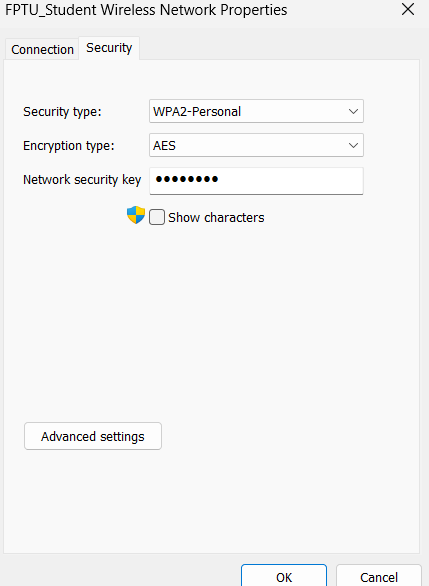 FPTU_Student Wireless Network Properties
Connection Security
Security type: WPA2-Personal
Encryption type: AES
Network security key ••••••••
Show characters
Advanced settings
OK Cancel